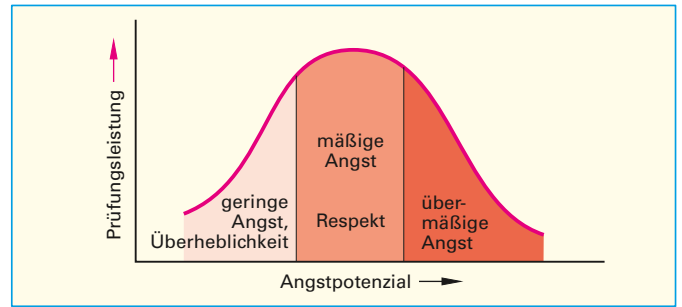 Prüfungsleistung
geringe
Angst,
Überheblichkeit
mäßige
Angst
Respekt
über-
mäßige
Angst
Angstpotenzial